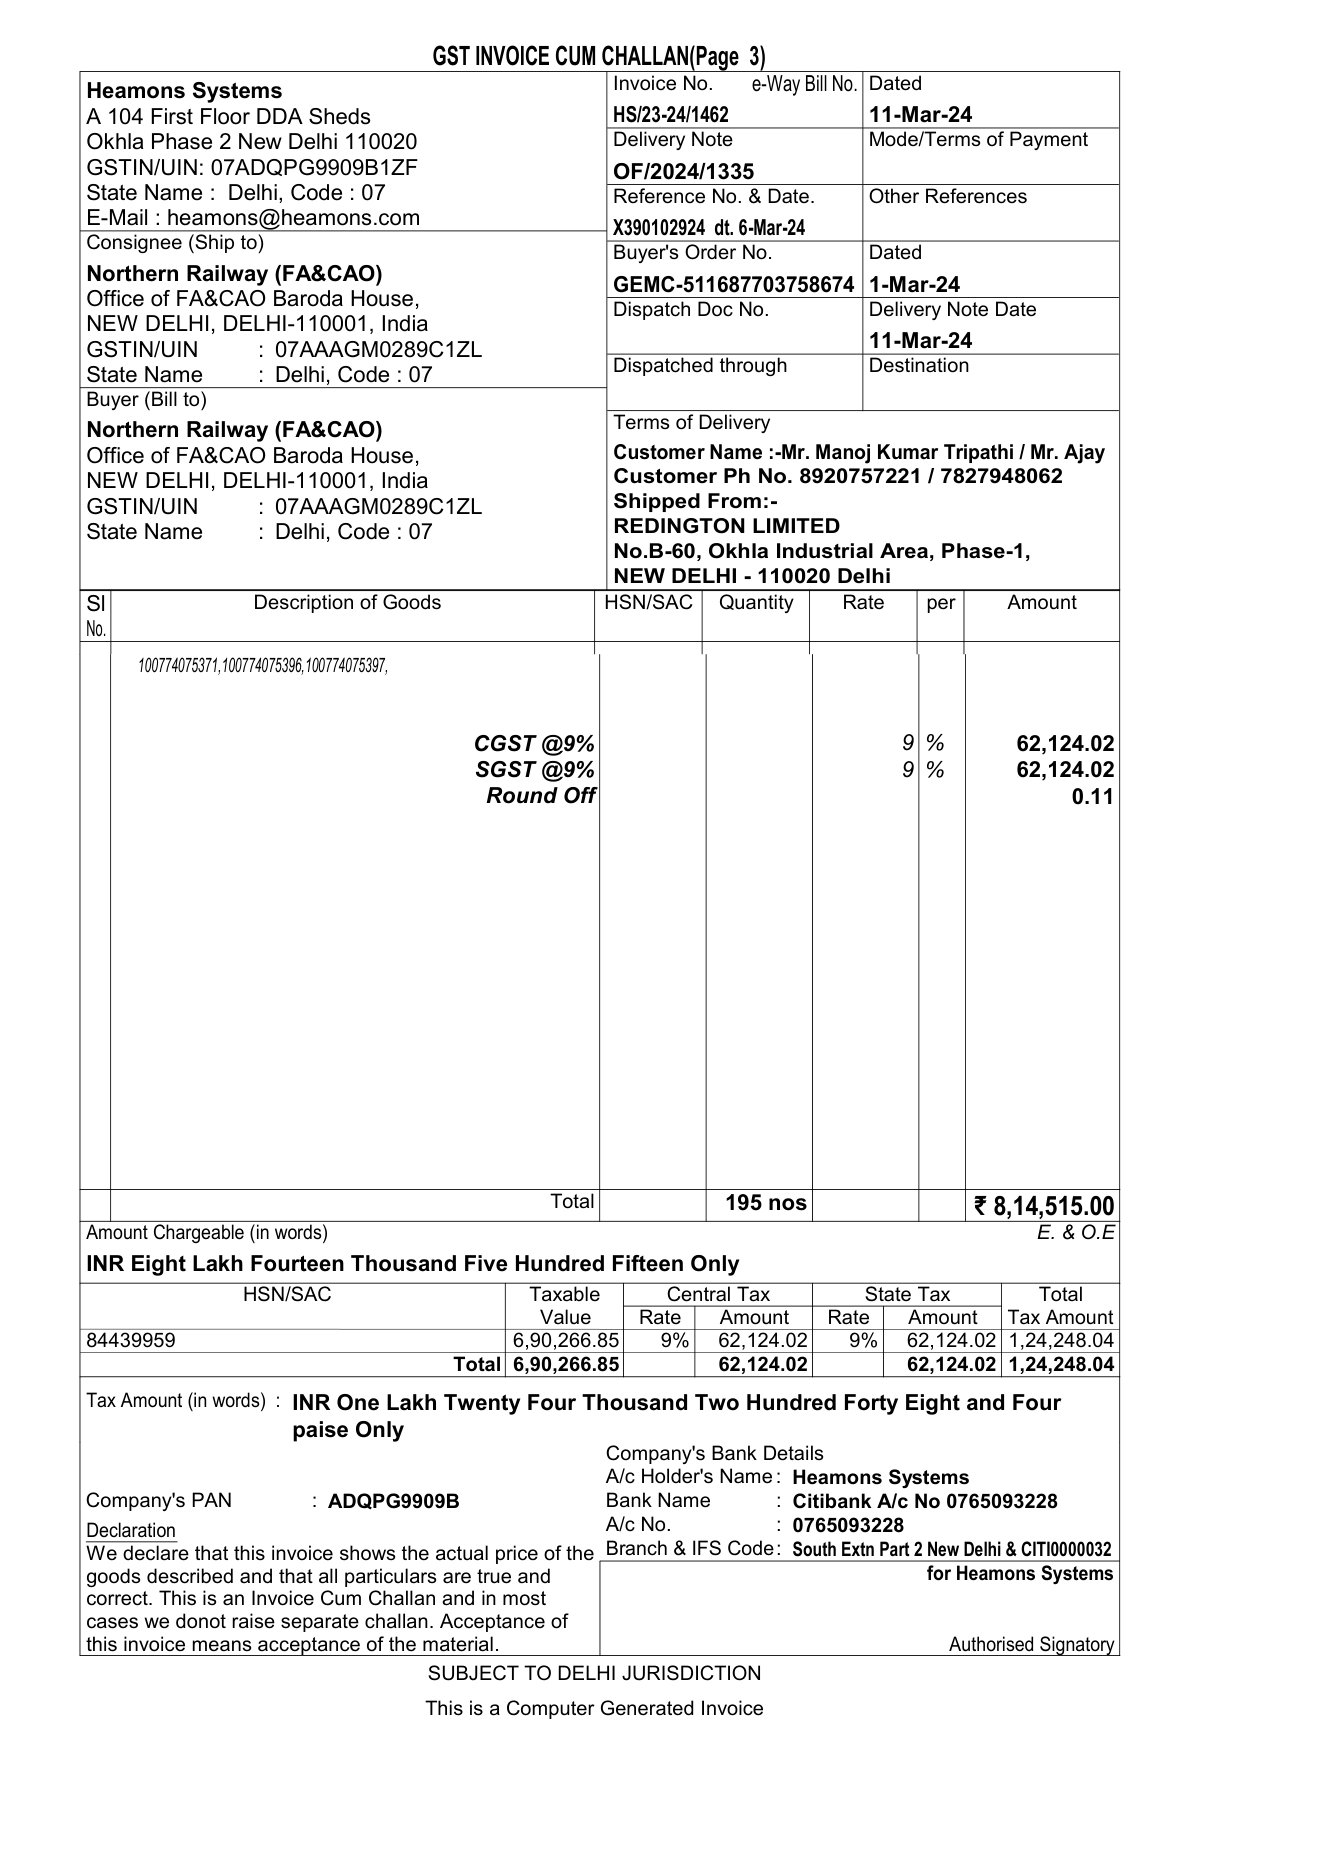 GST INVOICE CUM CHALLAN(Page 3)
Heamons Systems
A 104 First Floor DDA Sheds
Okhla Phase 2 New Delhi 110020
GSTIN/UIN: 07ADQPG9909B1ZF
State Name : Delhi, Code : 07
E-Mail : heamons@heamons.com
Consignee (Ship to)
Northern Railway (FA&CAO)
Office of FA&CAO Baroda House,
NEW DELHI, DELHI-110001, India
GSTIN/UIN : 07AAAGM0289C1ZL
State Name : Delhi, Code : 07
Buyer (Bill to)
Northern Railway (FA&CAO)
Office of FA&CAO Baroda House,
NEW DELHI, DELHI-110001, India
GSTIN/UIN : 07AAAGM0289C1ZL
State Name : Delhi, Code : 07
Invoice No. e-Way Bill No. Dated
HS/23-24/1462 11-Mar-24
Delivery Note Mode/Terms of Payment
OF/2024/1335
Reference No. & Date. Other References
X390102924 dt. 6-Mar-24
Buyer's Order No. Dated
GEMC-511687703758674 1-Mar-24
Dispatch Doc No. Delivery Note Date
11-Mar-24
Dispatched through Destination
Terms of Delivery
Customer Name :-Mr. Manoj Kumar Tripathi / Mr. Ajay
Customer Ph No. 8920757221 / 7827948062
Shipped From:-
REDINGTON LIMITED
No.B-60, Okhla Industrial Area, Phase-1,
NEW DELHI - 110020 Delhi
Sl Description of Goods HSN/SAC Quantity Rate per Amount
No.
100774075371,100774075396,100774075397,
CGST @9% 9 % 62,124.02
SGST @9% 9 % 62,124.02
Round Off 0.11
Total 195 nos ₹ 8,14,515.00
Amount Chargeable (in words) E. & O.E
INR Eight Lakh Fourteen Thousand Five Hundred Fifteen Only
HSN/SAC Taxable Central Tax State Tax Total
Value Rate Amount Rate Amount Tax Amount
84439959 6,90,266.85 9% 62,124.02 9% 62,124.02 1,24,248.04
Total 6,90,266.85 62,124.02 62,124.02 1,24,248.04
Tax Amount (in words) : INR One Lakh Twenty Four Thousand Two Hundred Forty Eight and Four
paise Only
Company's Bank Details
A/c Holder's Name : Heamons Systems
Bank Name : Citibank A/c No 0765093228
A/c No. : 0765093228
Branch & IFS Code : South Extn Part 2 New Delhi & CITI0000032
Company's PAN : ADQPG9909B
Declaration
We declare that this invoice shows the actual price of the
goods described and that all particulars are true and
correct. This is an Invoice Cum Challan and in most
cases we donot raise separate challan. Acceptance of
this invoice means acceptance of the material.
for Heamons Systems
Authorised Signatory
SUBJECT TO DELHI JURISDICTION
This is a Computer Generated Invoice